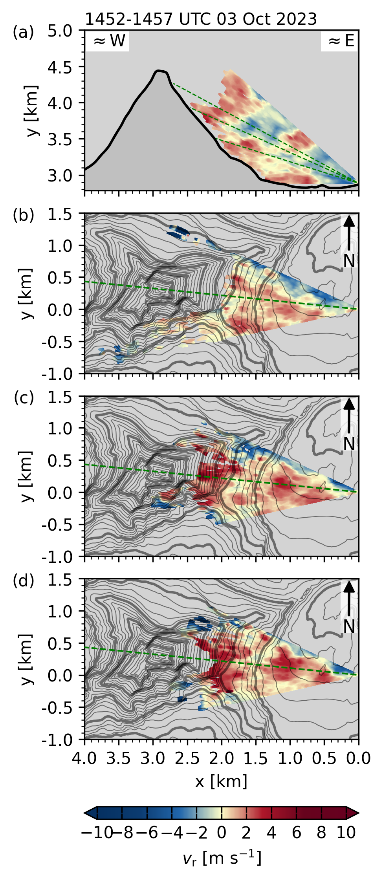 1452-1457 UTC 03 Oct 2023
(a)
≈ W
≈ E
5.0
4.5
4.0
3.5
3.0
y [km]
(b)
1.5
1.0
0.5
0.0
-0.5
-1.0
y [km]
N
(c)
1.5
1.0
0.5
0.0
-0.5
-1.0
y [km]
N
(d)
1.5
1.0
0.5
0.0
-0.5
-1.0
y [km]
N
4.0 3.5 3.0 2.5 2.0 1.5 1.0 0.5 0.0
x [km]
−10 −8 −6 −4 −2 0 2 4 6 8 10
vr [m s⁻¹]